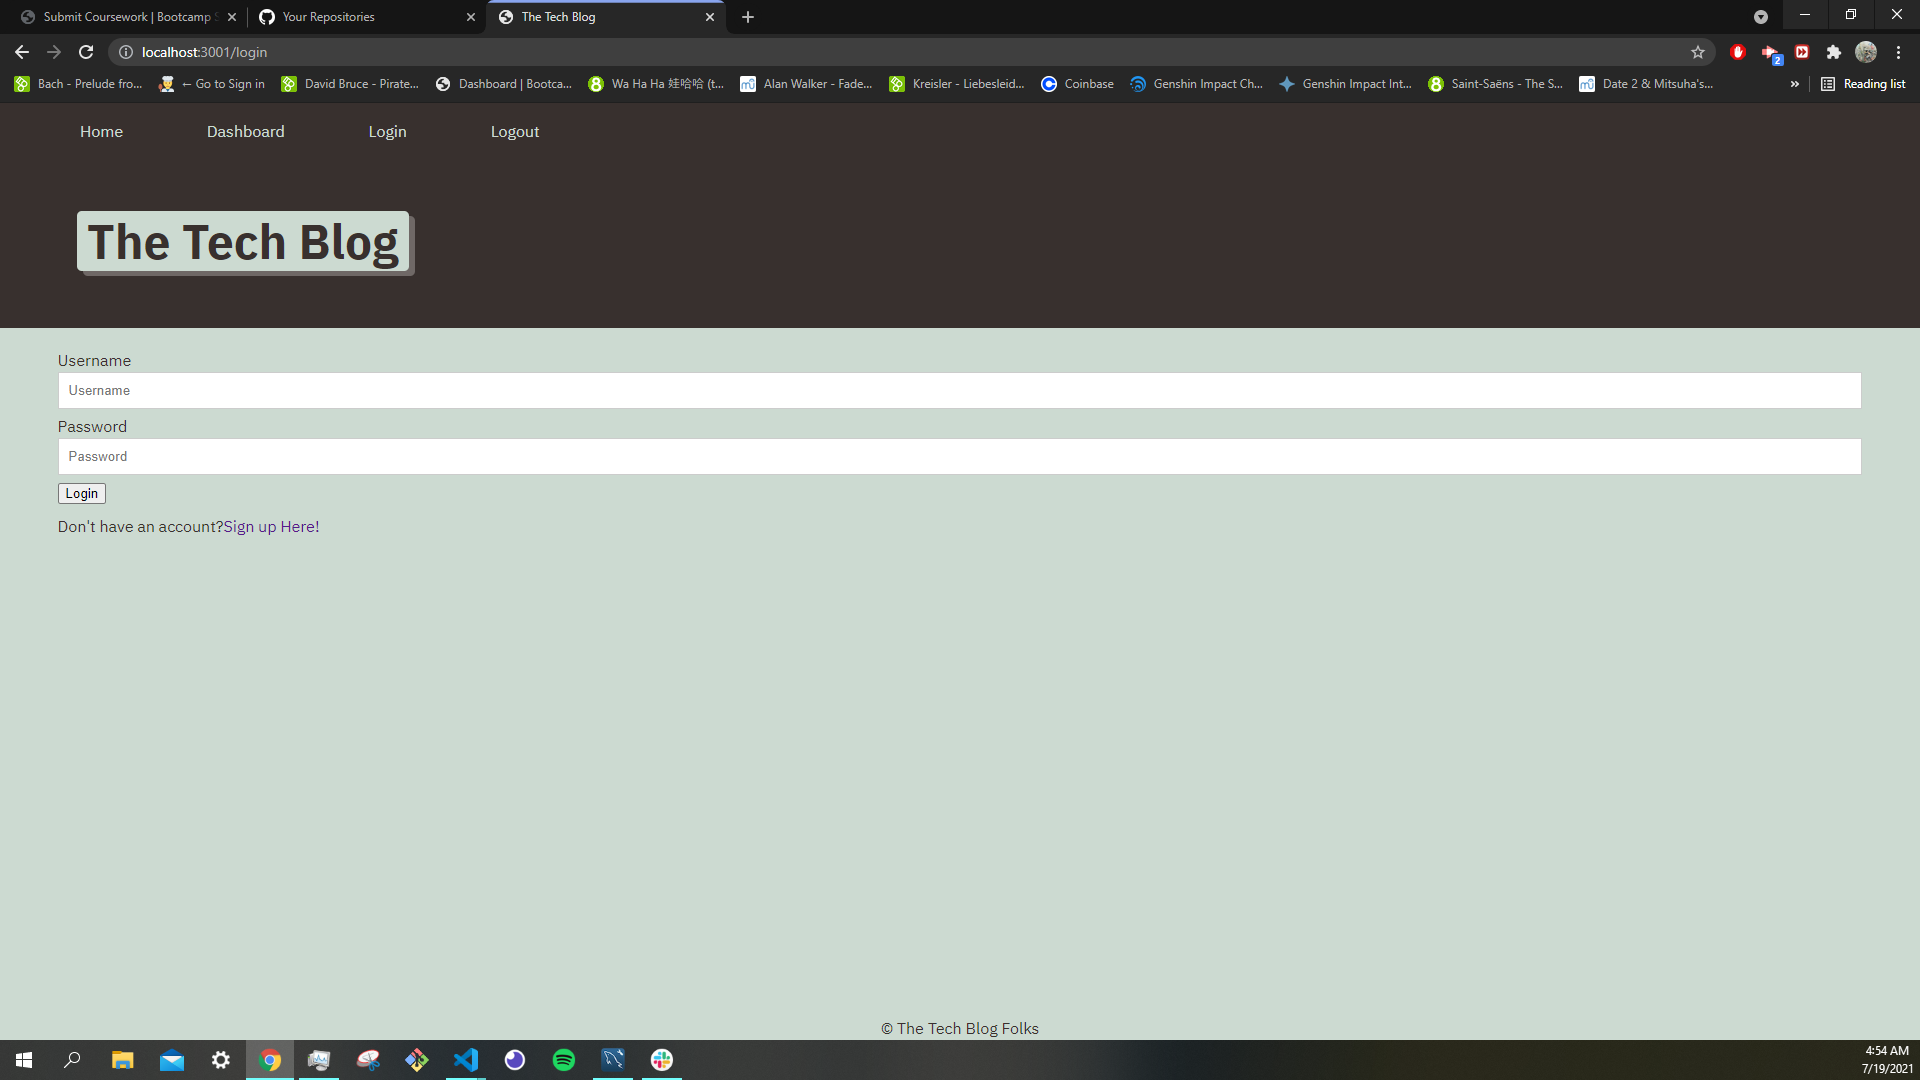 Submit Coursework | Bootcamp S
Your Repositories
The Tech Blog
localhost:3001/login
2
Bach - Prelude fro...
← Go to Sign in
David Bruce - Pirate...
Dashboard | Bootca...
Wa Ha Ha 娃哈哈 (t...
Alan Walker - Fade...
Kreisler - Liebesleid...
Coinbase
Genshin Impact Ch...
Genshin Impact Int...
Saint-Saëns - The S...
Date 2 & Mitsuha's...
»
Reading list
Home Dashboard Login Logout
The Tech Blog
Username
Username
Password
Password
Login
Don't have an account?Sign up Here!
© The Tech Blog Folks
4:54 AM
7/19/2021